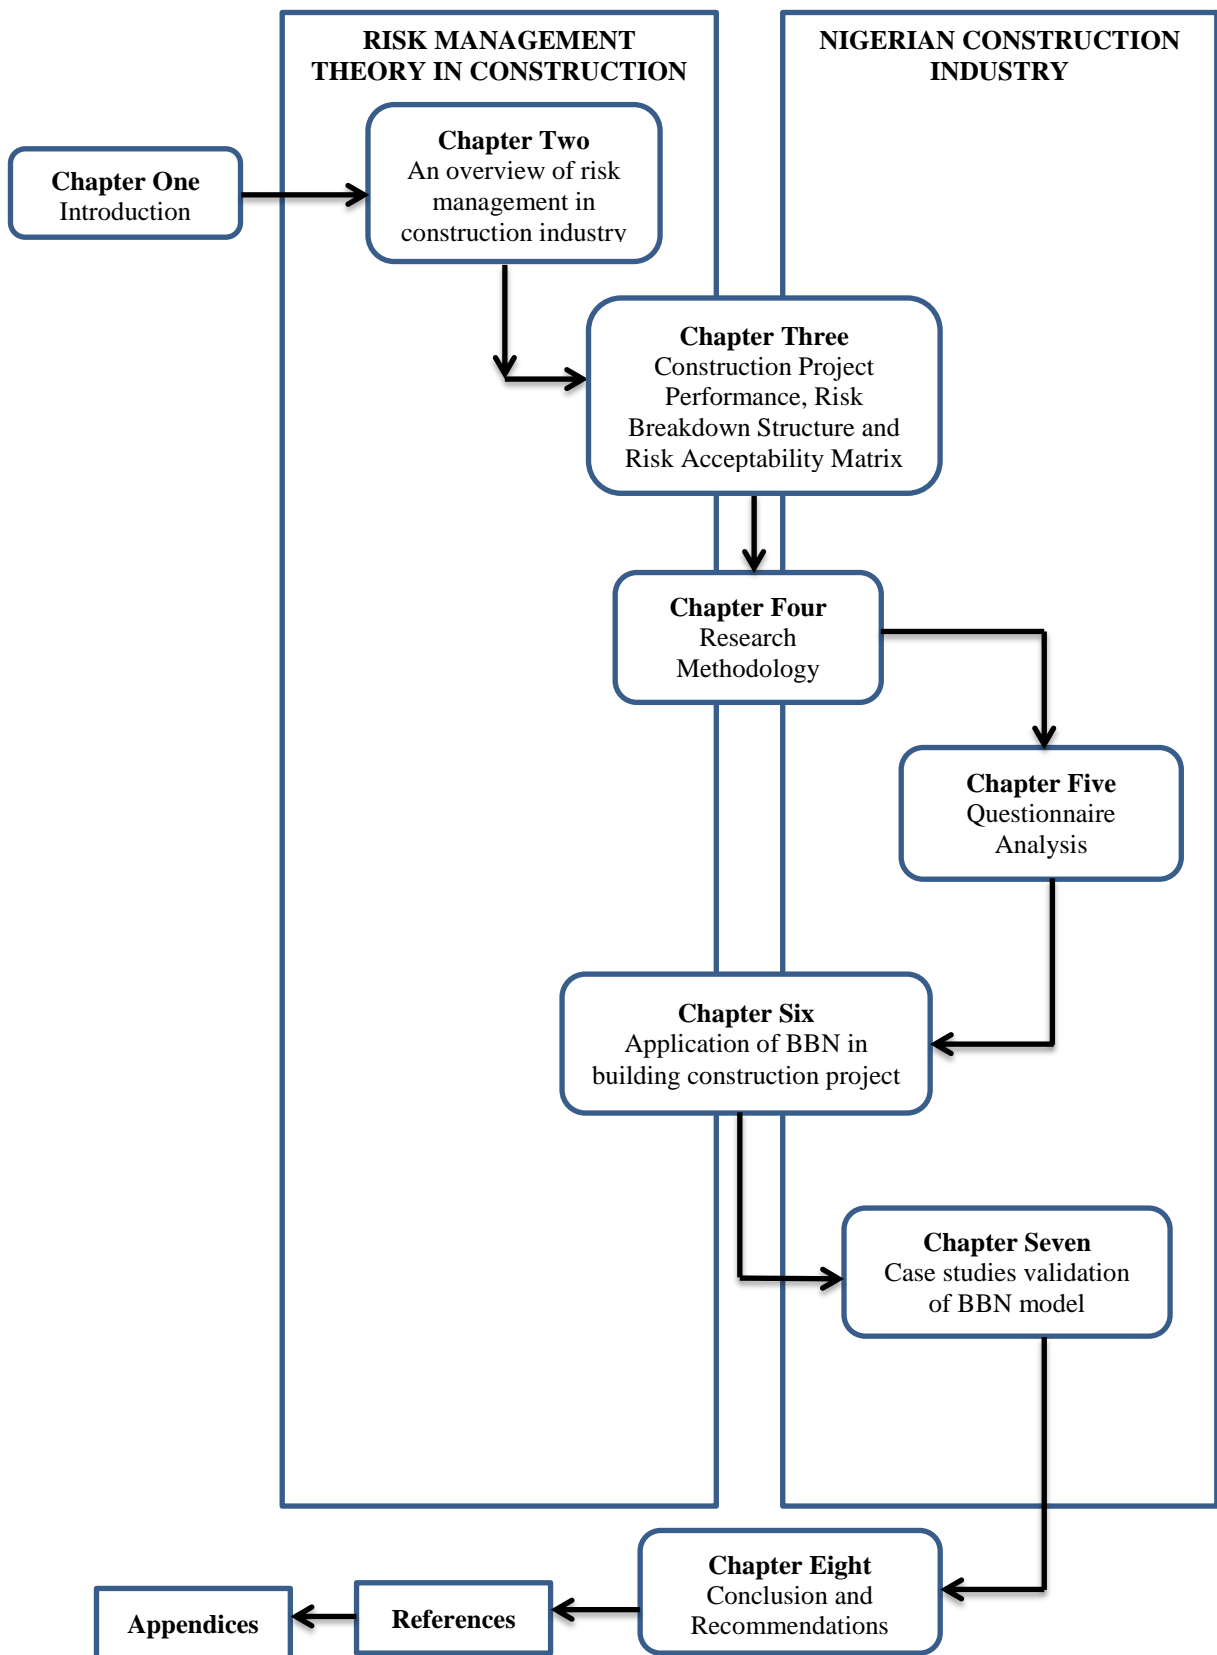 RISK MANAGEMENT
THEORY IN CONSTRUCTION
NIGERIAN CONSTRUCTION
INDUSTRY
Chapter One
Introduction
Chapter Two
An overview of risk
management in
construction industry
Chapter Three
Construction Project
Performance, Risk
Breakdown Structure and
Risk Acceptability Matrix
Chapter Four
Research
Methodology
Chapter Five
Questionnaire
Analysis
Chapter Six
Application of BBN in
building construction project
Chapter Seven
Case studies validation
of BBN model
Chapter Eight
Conclusion and
Recommendations
References
Appendices